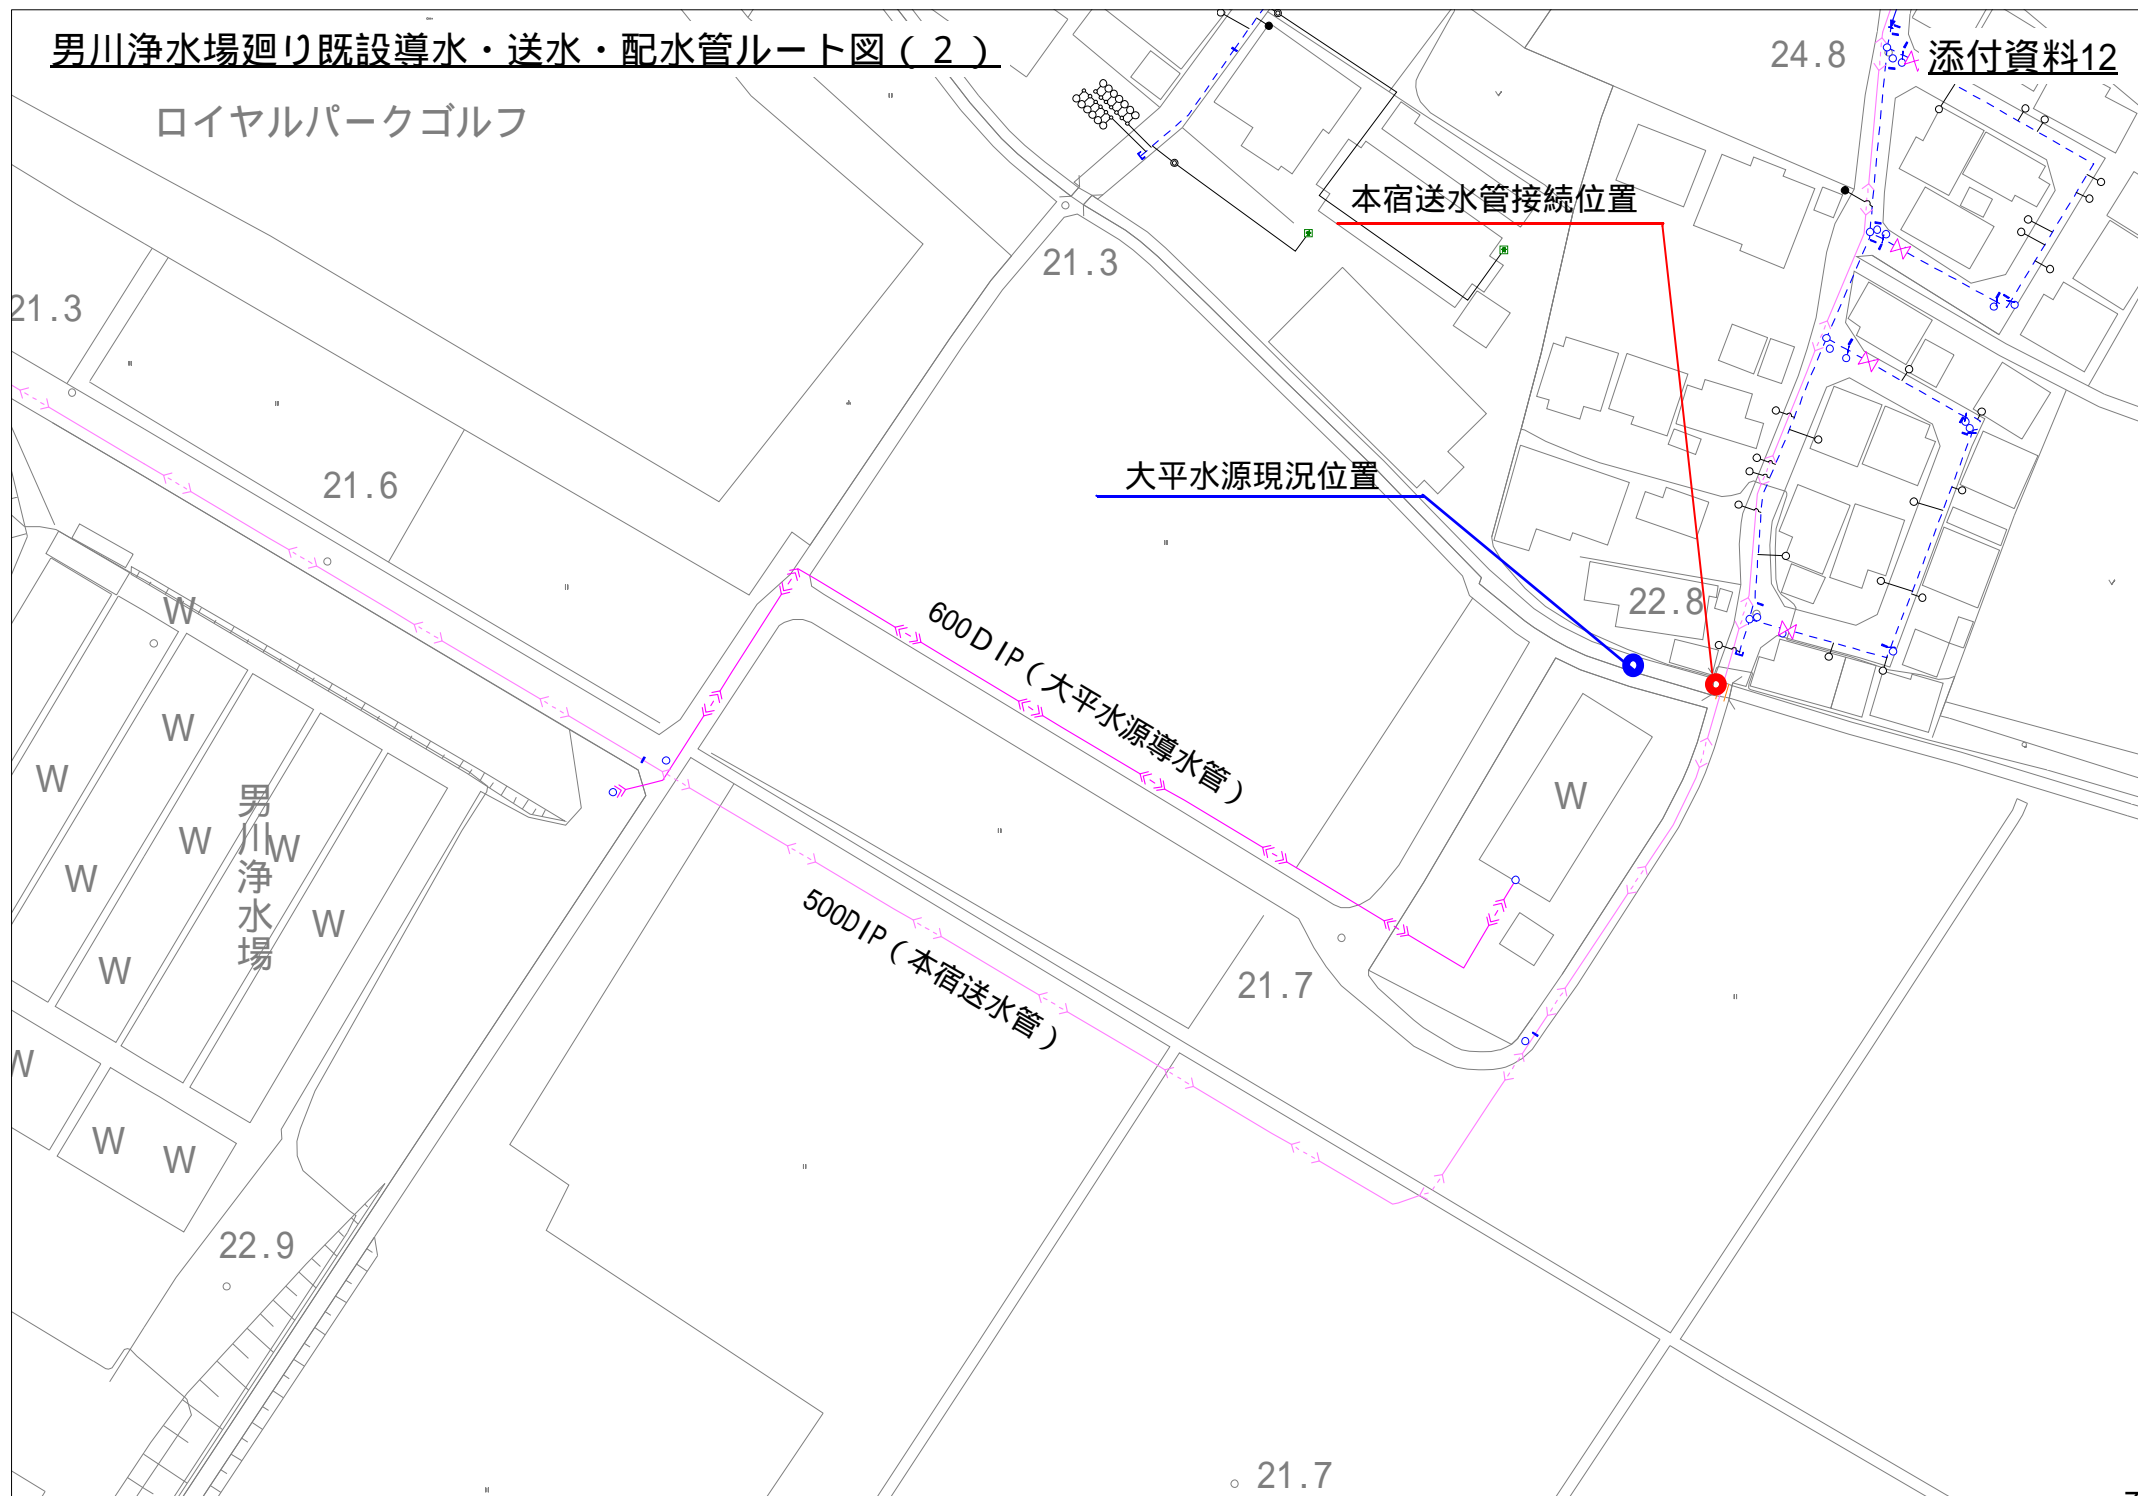 男川浄水場廻り既設導水・送水・配水管ルート図（２）
添付資料12
ロイヤルパークゴルフ
24.8
本宿送水管接続位置
21.3
21.3
大平水源現況位置
21.6
22.8
600DIP（大平水源導水管）
W
W
W
W
男川浄水場
W
W
W
W
W
500DIP（本宿送水管）
W
21.7
W
W
W
22.9
21.7